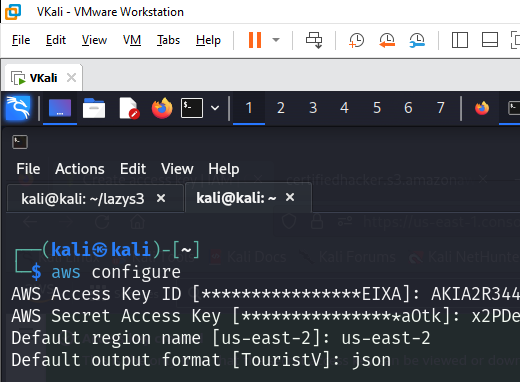 VKali - VMware Workstation
File Edit View VM Tabs Help
VKali
1 2 3 4 5 6 7
File Actions Edit View Help
kali@kali: ~/lazys3 kali@kali: ~
┌──(kali㉿kali)-[~]
└─$ aws configure
AWS Access Key ID [****************EIXA]: AKIA2R344
AWS Secret Access Key [****************aOtk]: x2PDe
Default region name [us-east-2]: us-east-2
Default output format [TouristV]: json